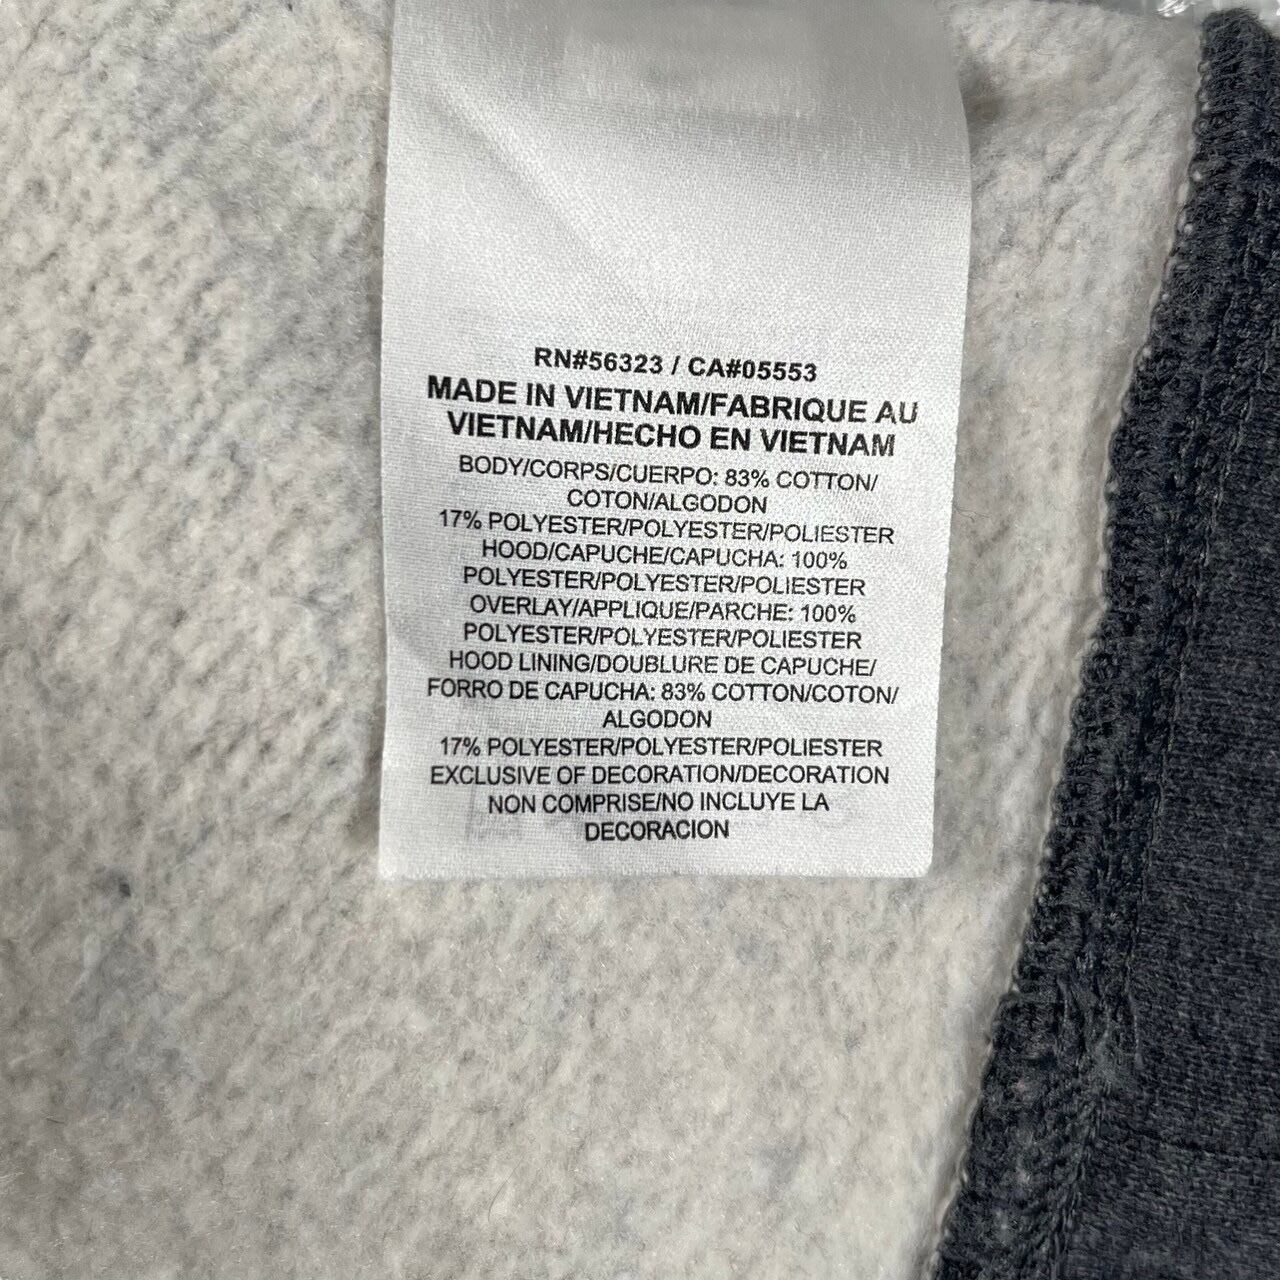 RN#56323 / CA#05553
MADE IN VIETNAM/FABRIQUE AU
VIETNAM/HECHO EN VIETNAM
BODY/CORPS/CUERPO: 83% COTTON/
COTON/ALGODON
17% POLYESTER/POLYESTER/POLIESTER
HOOD/CAPUCHE/CAPUCHA: 100%
POLYESTER/POLYESTER/POLIESTER
OVERLAY/APPLIQUE/PARCHE: 100%
POLYESTER/POLYESTER/POLIESTER
HOOD LINING/DOUBLURE DE CAPUCHE/
FORRO DE CAPUCHA: 83% COTTON/COTON/
ALGODON
17% POLYESTER/POLYESTER/POLIESTER
EXCLUSIVE OF DECORATION/DECORATION
NON COMPRISE/NO INCLUYE LA
DECORACION